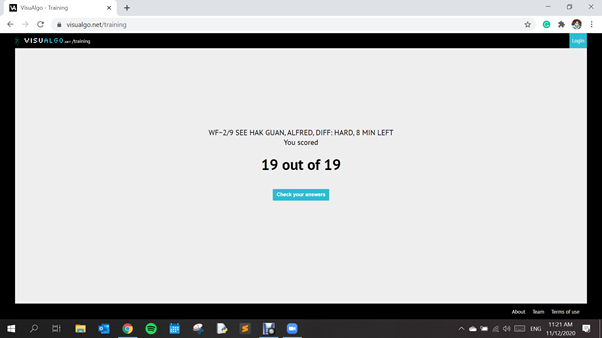 VisuAlgo - Training
visualgo.net/training
VISUALGO.NET /training
Login
WF~2/9 SEE HAK GUAN, ALFRED, DIFF: HARD, 8 MIN LEFT
You scored
19 out of 19
Check your answers
About Team Terms of use
ENG
11:21 AM
11/12/2020